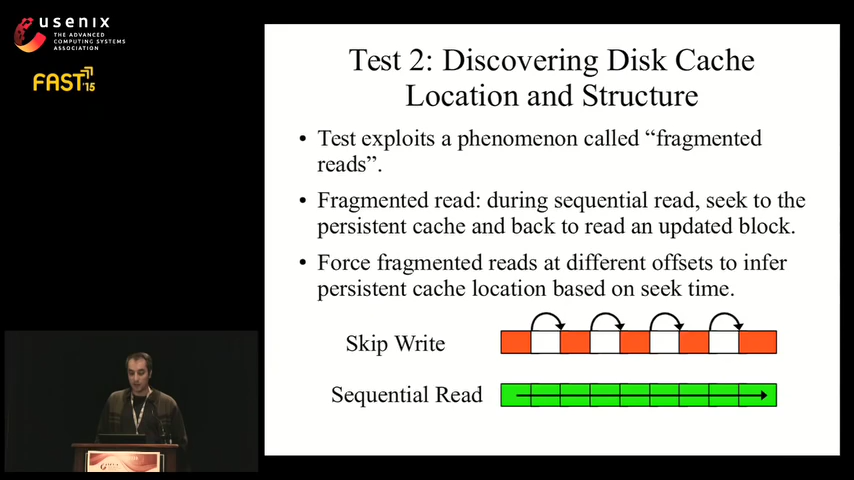 usenix
THE ADVANCED
COMPUTING SYSTEMS
ASSOCIATION
FAST '15
Test 2: Discovering Disk Cache
Location and Structure
• Test exploits a phenomenon called “fragmented
reads”.
• Fragmented read: during sequential read, seek to the
persistent cache and back to read an updated block.
• Force fragmented reads at different offsets to infer
persistent cache location based on seek time.
Skip Write
Sequential Read